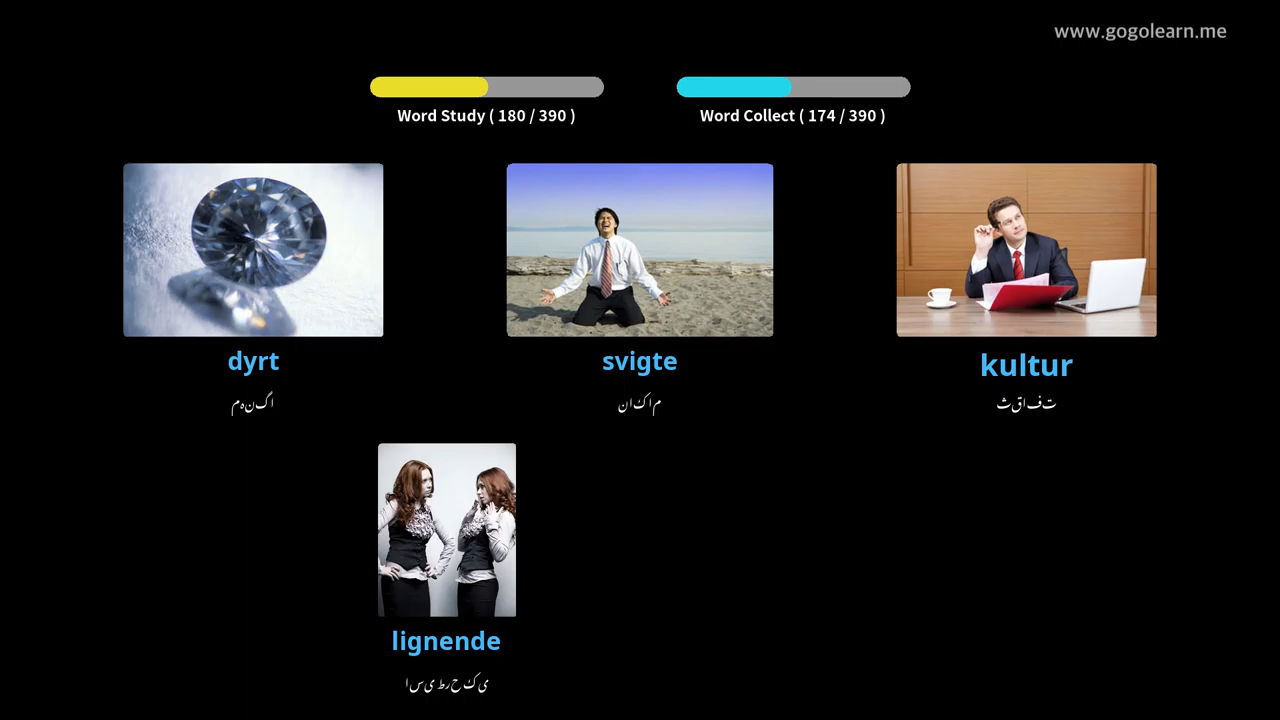 www.gogolearn.me
Word Study ( 180 / 390 )
Word Collect ( 174 / 390 )
dyrt
مہنگا
svigte
ناکام
kultur
ثقافت
lignende
اسی طرح کی